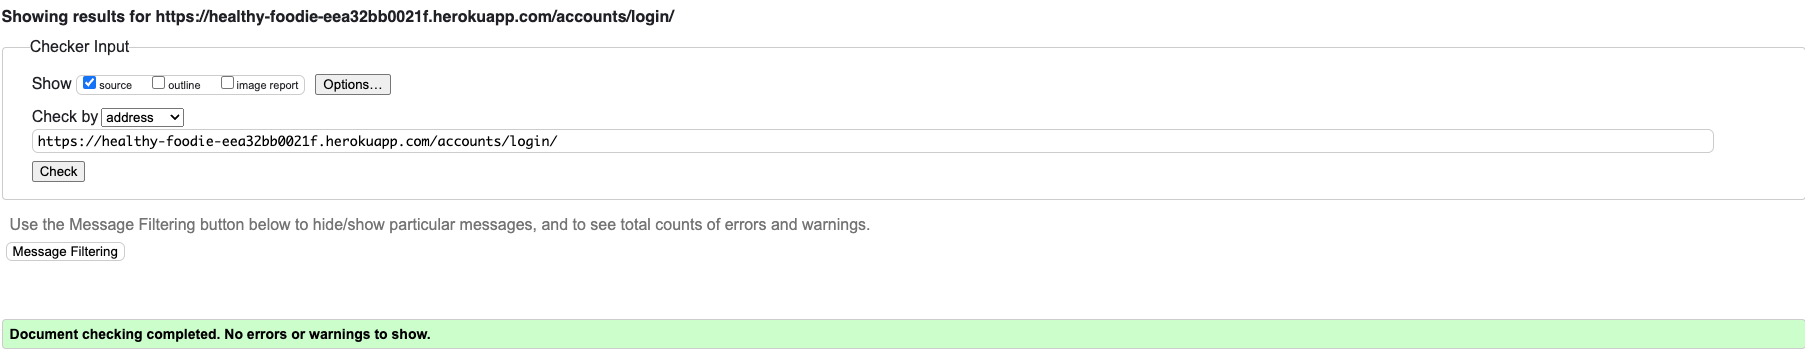 Showing results for https://healthy-foodie-eea32bb0021f.herokuapp.com/accounts/login/
Checker Input
Show source outline image report Options...
Check by address
https://healthy-foodie-eea32bb0021f.herokuapp.com/accounts/login/
Check
Use the Message Filtering button below to hide/show particular messages, and to see total counts of errors and warnings.
Message Filtering
Document checking completed. No errors or warnings to show.